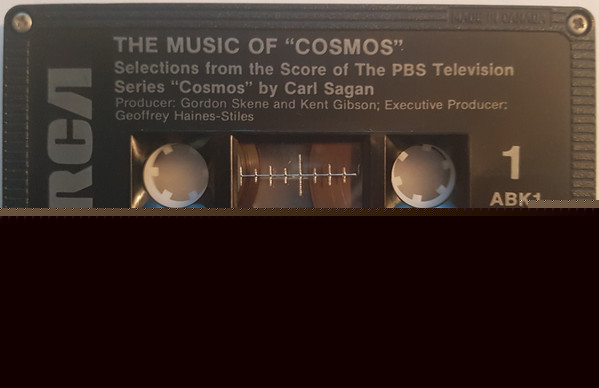 MADE IN CANADA
THE MUSIC OF “COSMOS”
Selections from the Score of The PBS Television
Series “Cosmos” by Carl Sagan
Producer: Gordon Skene and Kent Gibson; Executive Producer:
Geoffrey Haines-Stiles
RCA
1
ABK1